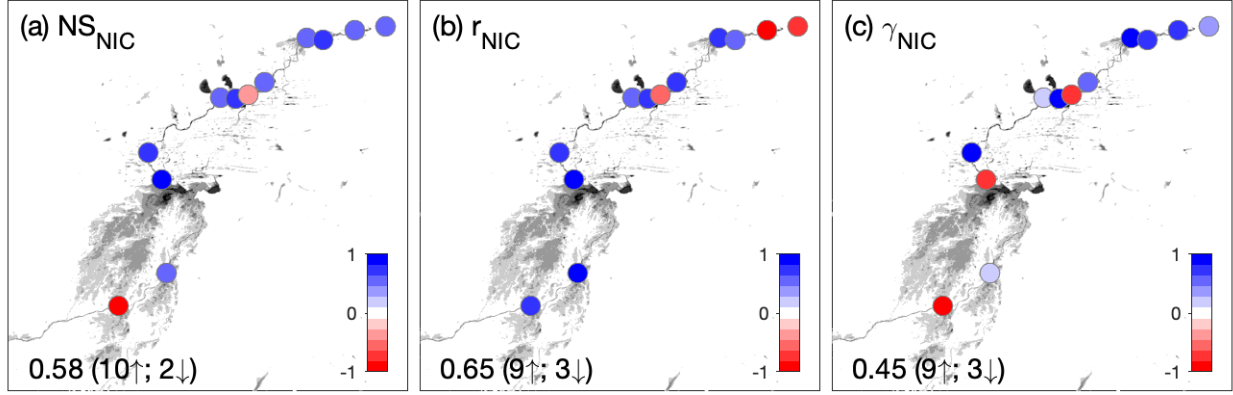 (a) NS_NIC
1
0
-1
0.58 (10↑; 2↓)
(b) r_NIC
1
0
-1
0.65 (9↑; 3↓)
(c) γ_NIC
1
0
-1
0.45 (9↑; 3↓)